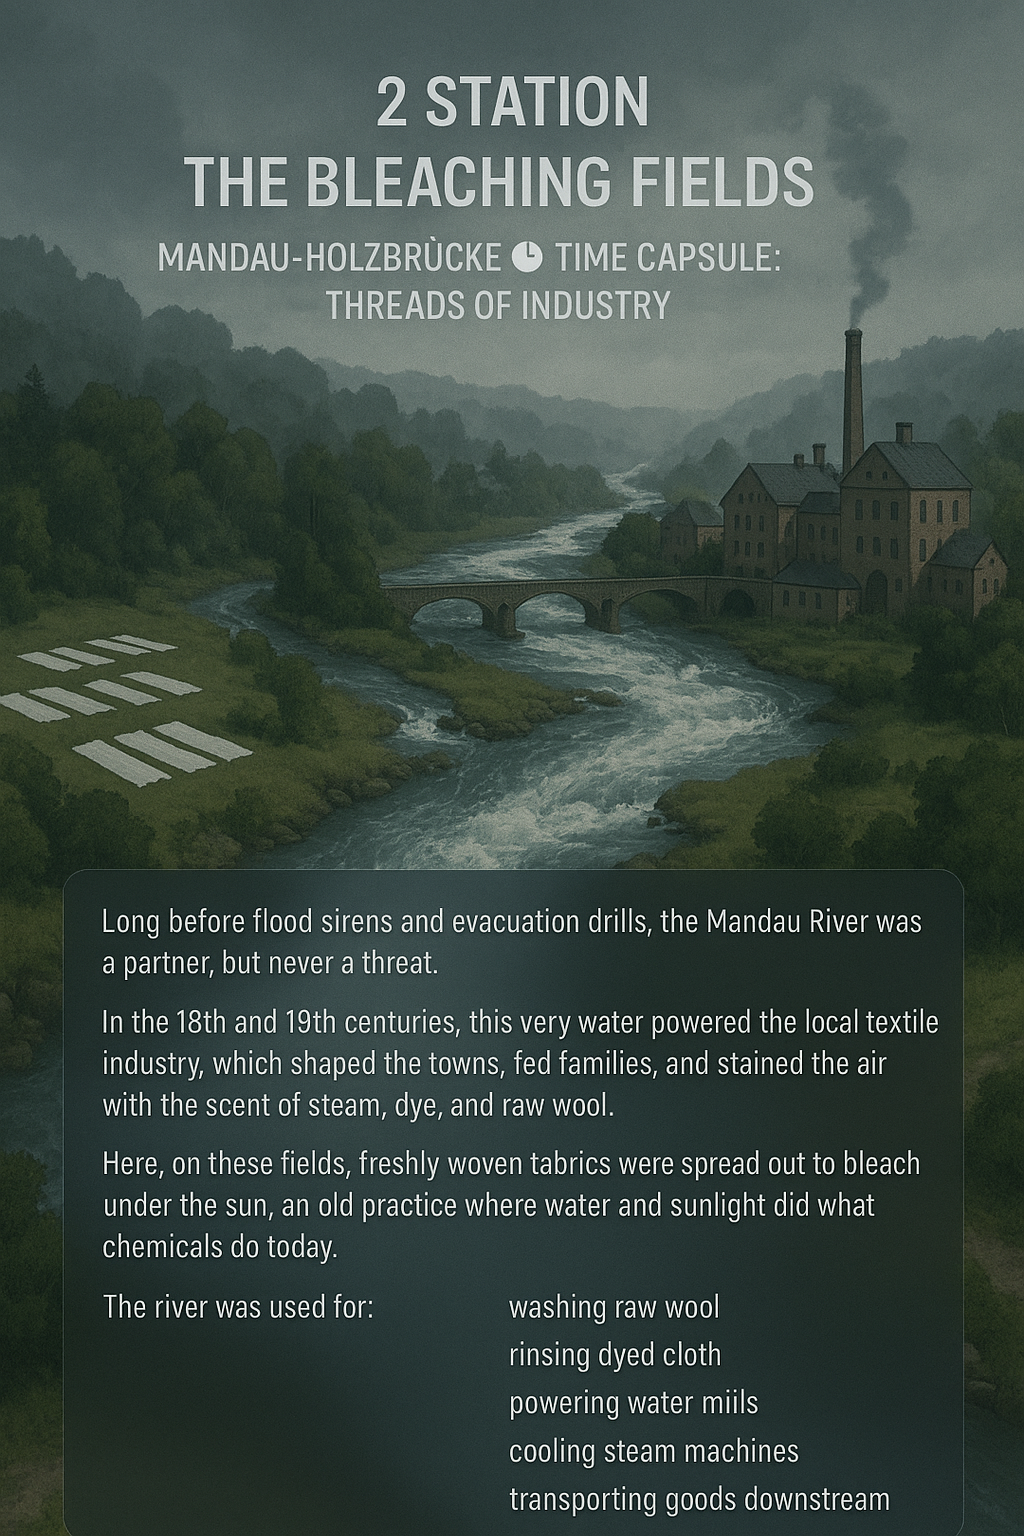 2 STATION
THE BLEACHING FIELDS
MANDAU-HOLZBRÙCKE 🕒 TIME CAPSULE:
THREADS OF INDUSTRY
Long before flood sirens and evacuation drills, the Mandau River was
a partner, but never a threat.
In the 18th and 19th centuries, this very water powered the local textile
industry, which shaped the towns, fed families, and stained the air
with the scent of steam, dye, and raw wool.
Here, on these fields, freshly woven tabrics were spread out to bleach
under the sun, an old practice where water and sunlight did what
chemicals do today.
The river was used for:
washing raw wool
rinsing dyed cloth
powering water miils
cooling steam machines
transporting goods downstream